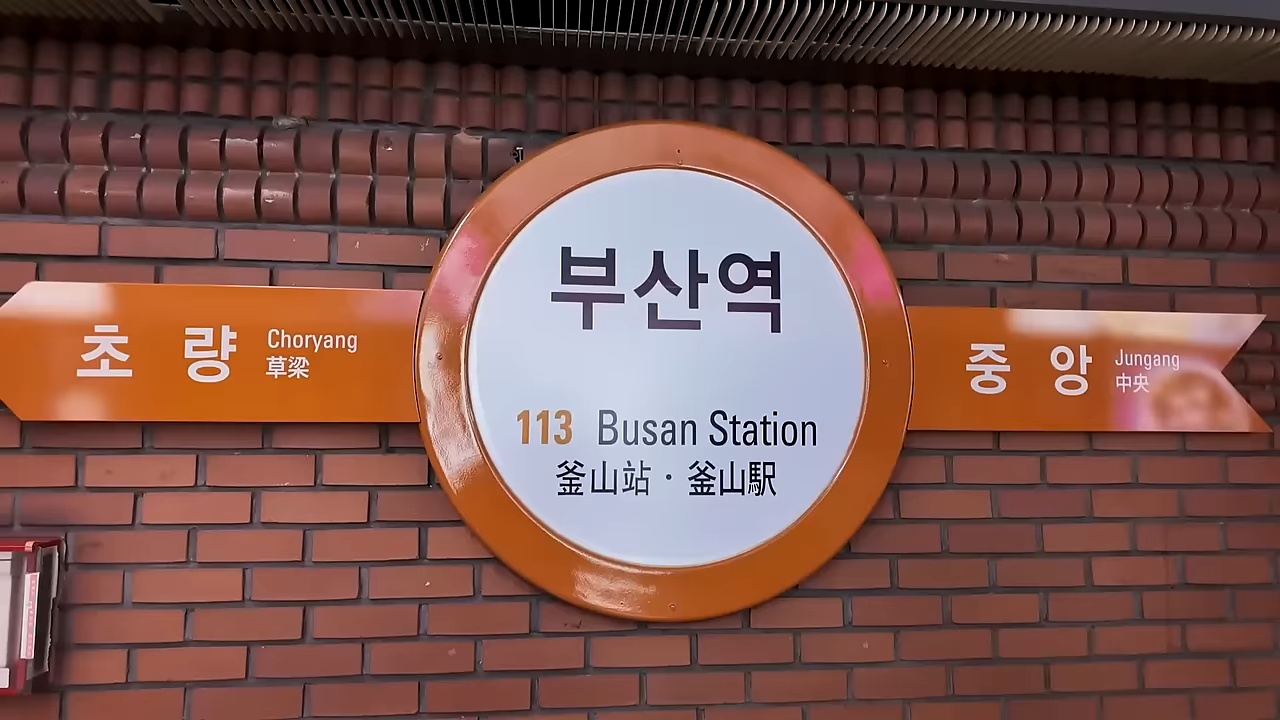 부산역
113 Busan Station
釜山站·釜山駅
초 량
Choryang
草梁
중 앙
Jungang
中央